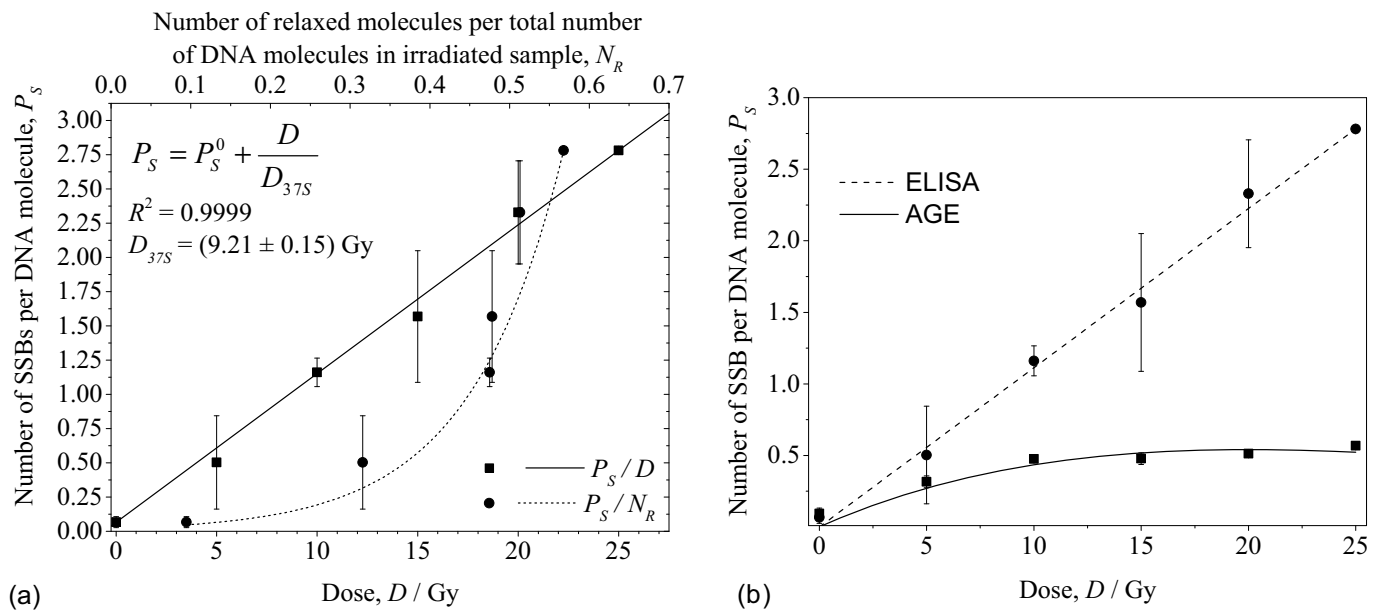 Number of relaxed molecules per total number
of DNA molecules in irradiated sample, N_R
0.0 0.1 0.2 0.3 0.4 0.5 0.6 0.7
Number of SSBs per DNA molecule, P_S
3.00
2.75
2.50
2.25
2.00
1.75
1.50
1.25
1.00
0.75
0.50
0.25
0.00
P_S = P_S^0 + D / D_37S
R^2 = 0.9999
D_37S = (9.21 ± 0.15) Gy
P_S / D
P_S / N_R
0 5 10 15 20 25
Dose, D / Gy
(a)
Number of SSB per DNA molecule, P_S
3.0
2.5
2.0
1.5
1.0
0.5
ELISA
AGE
0 5 10 15 20 25
Dose, D / Gy
(b)